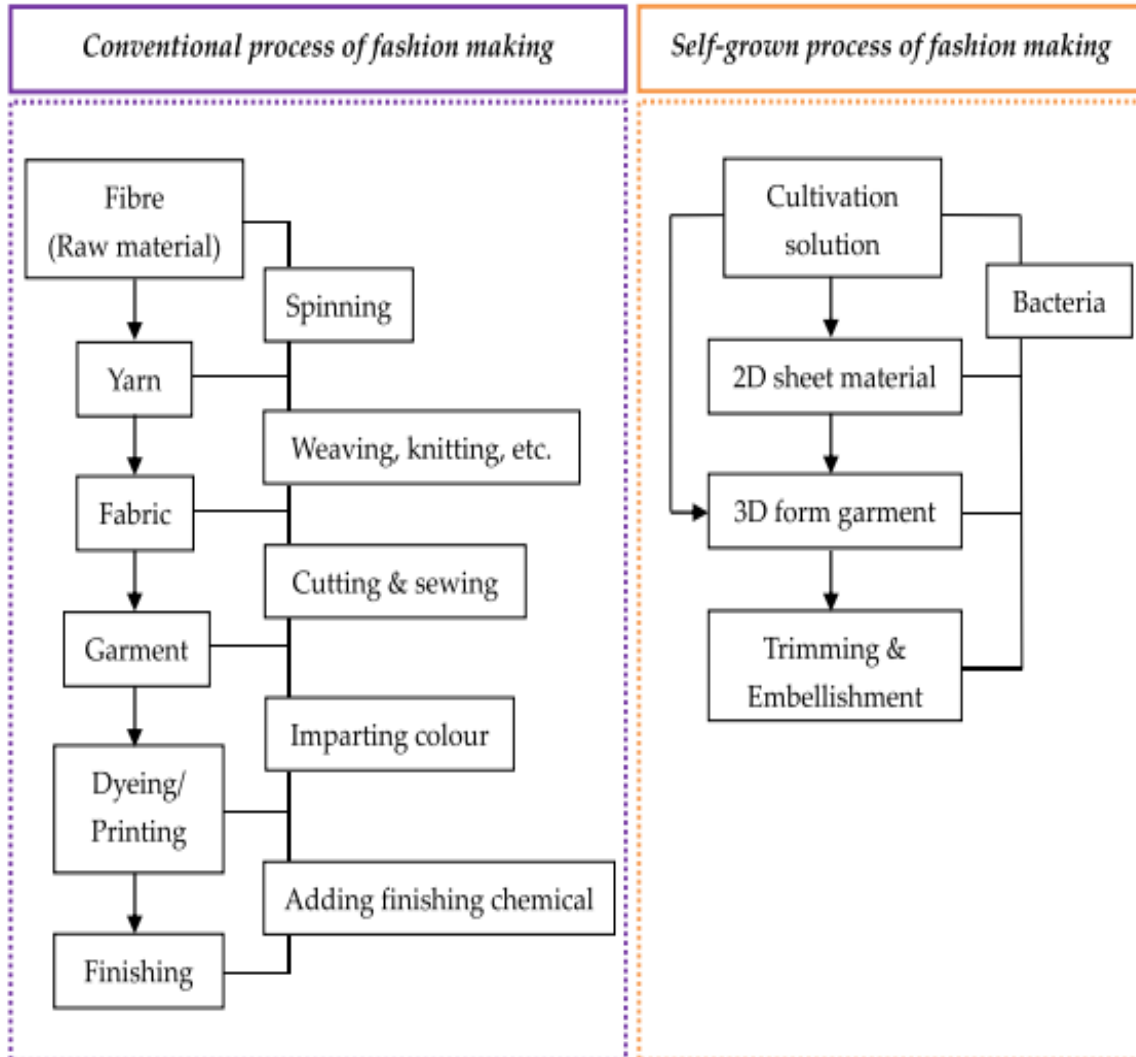 Conventional process of fashion making
Fibre
(Raw material)
Spinning
Yarn
Weaving, knitting, etc.
Fabric
Cutting & sewing
Garment
Imparting colour
Dyeing/
Printing
Adding finishing chemical
Finishing
Self-grown process of fashion making
Cultivation
solution
Bacteria
2D sheet material
3D form garment
Trimming &
Embellishment